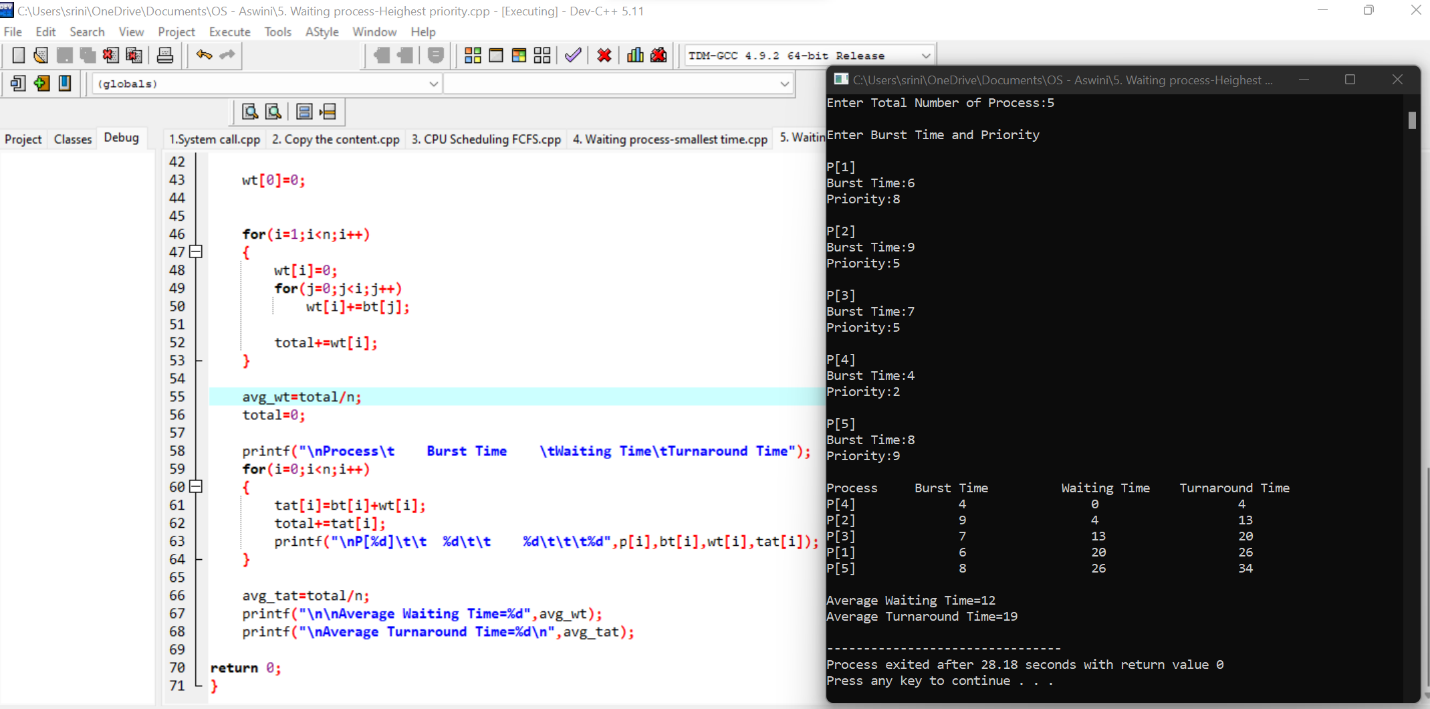 C:\Users\srini\OneDrive\Documents\OS - Aswini\5. Waiting process-Heighest priority.cpp - [Executing] - Dev-C++ 5.11
File Edit Search View Project Execute Tools AStyle Window Help
TDM-GCC 4.9.2 64-bit Release
(globals)
Project Classes Debug
1.System call.cpp 2. Copy the content.cpp 3. CPU Scheduling FCFS.cpp 4. Waiting process-smallest time.cpp 5. Waitin
42
43 wt[0]=0;
44
45
46 for(i=1;i<n;i++)
47 {
48 wt[i]=0;
49 for(j=0;j<i;j++)
50 wt[i]+=bt[j];
51
52 total+=wt[i];
53 }
54
55 avg_wt=total/n;
56 total=0;
57
58 printf("\nProcess\t    Burst Time    \tWaiting Time\tTurnaround Time");
59 for(i=0;i<n;i++)
60 {
61 tat[i]=bt[i]+wt[i];
62 total+=tat[i];
63 printf("\nP[%d]\t\t  %d\t\t    %d\t\t\t%d",p[i],bt[i],wt[i],tat[i]);
64 }
65
66 avg_tat=total/n;
67 printf("\n\nAverage Waiting Time=%d",avg_wt);
68 printf("\nAverage Turnaround Time=%d\n",avg_tat);
69
70 return 0;
71 }
C:\Users\srini\OneDrive\Documents\OS - Aswini\5. Waiting process-Heighest ...
Enter Total Number of Process:5
Enter Burst Time and Priority
P[1]
Burst Time:6
Priority:8
P[2]
Burst Time:9
Priority:5
P[3]
Burst Time:7
Priority:5
P[4]
Burst Time:4
Priority:2
P[5]
Burst Time:8
Priority:9
Process Burst Time Waiting Time Turnaround Time
P[4] 4 0 4
P[2] 9 4 13
P[3] 7 13 20
P[1] 6 20 26
P[5] 8 26 34
Average Waiting Time=12
Average Turnaround Time=19
--------------------------------
Process exited after 28.18 seconds with return value 0
Press any key to continue . . .